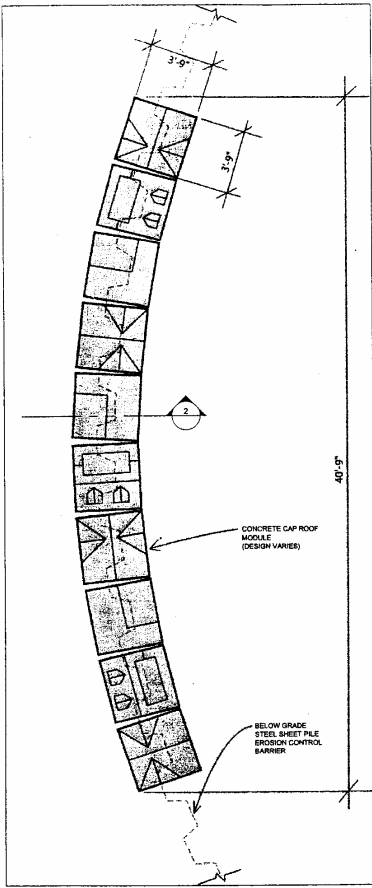 3'-9"
3'-9"
2
40'-9"
CONCRETE CAP ROOF
MODULE
(DESIGN VARIES)
BELOW GRADE
STEEL SHEET PILE
EROSION CONTROL
BARRIER